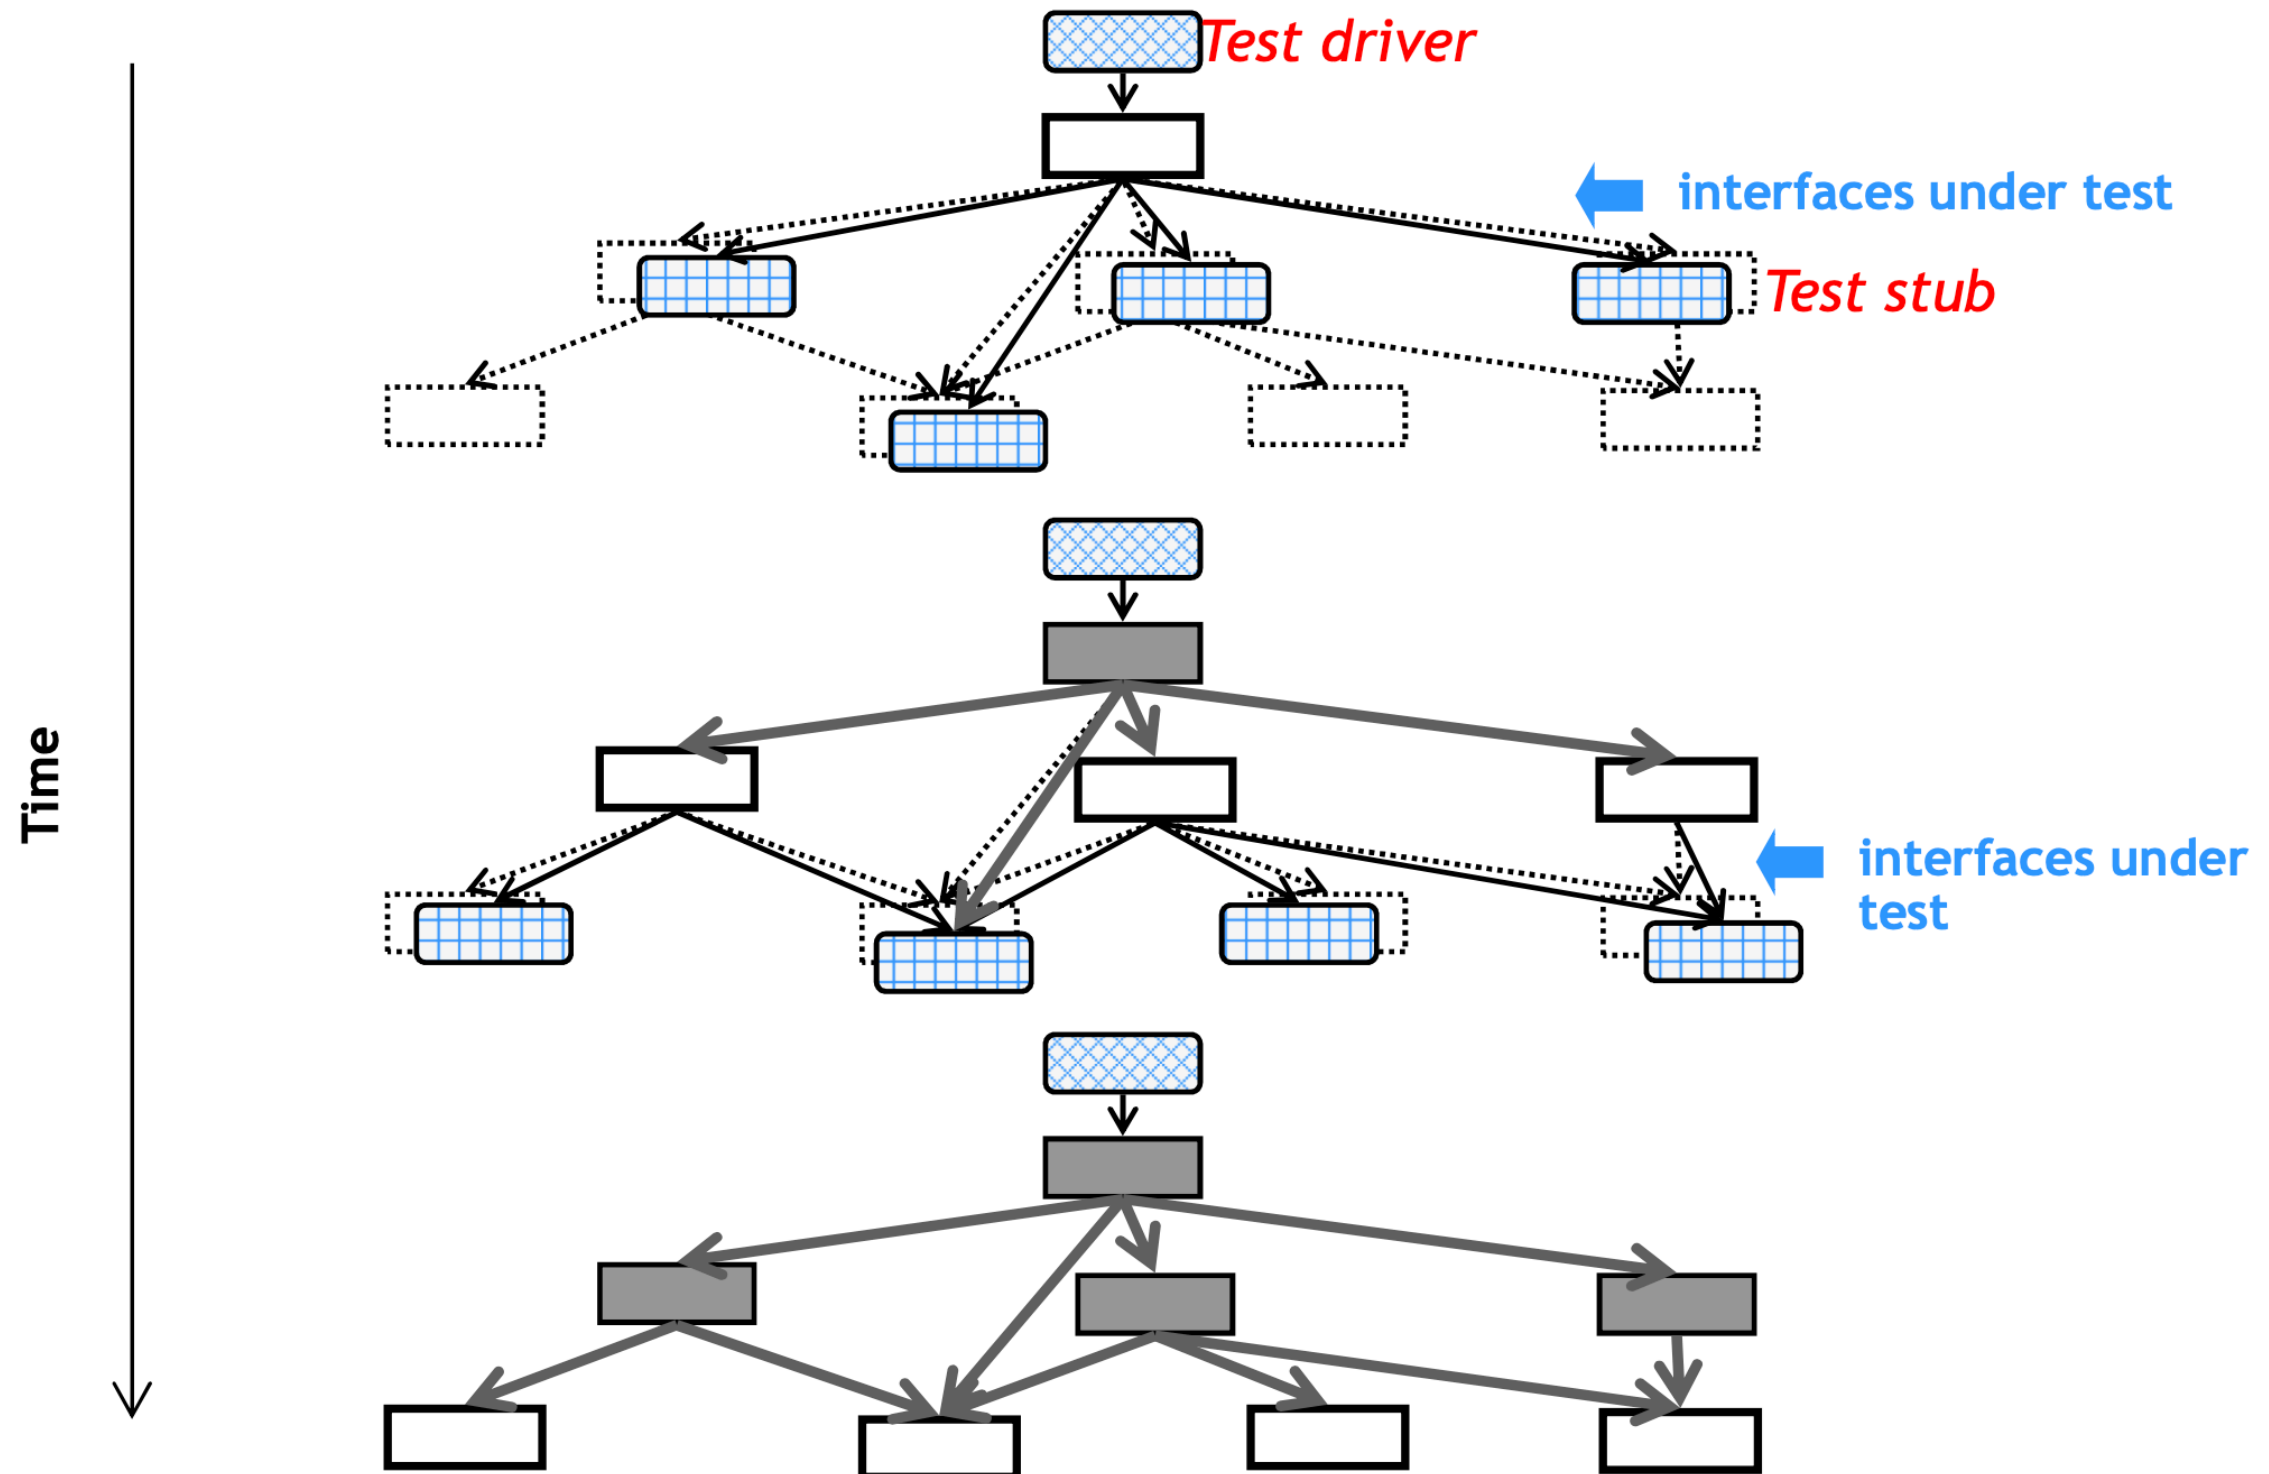 Test driver
interfaces under test
Test stub
Time
interfaces under
test